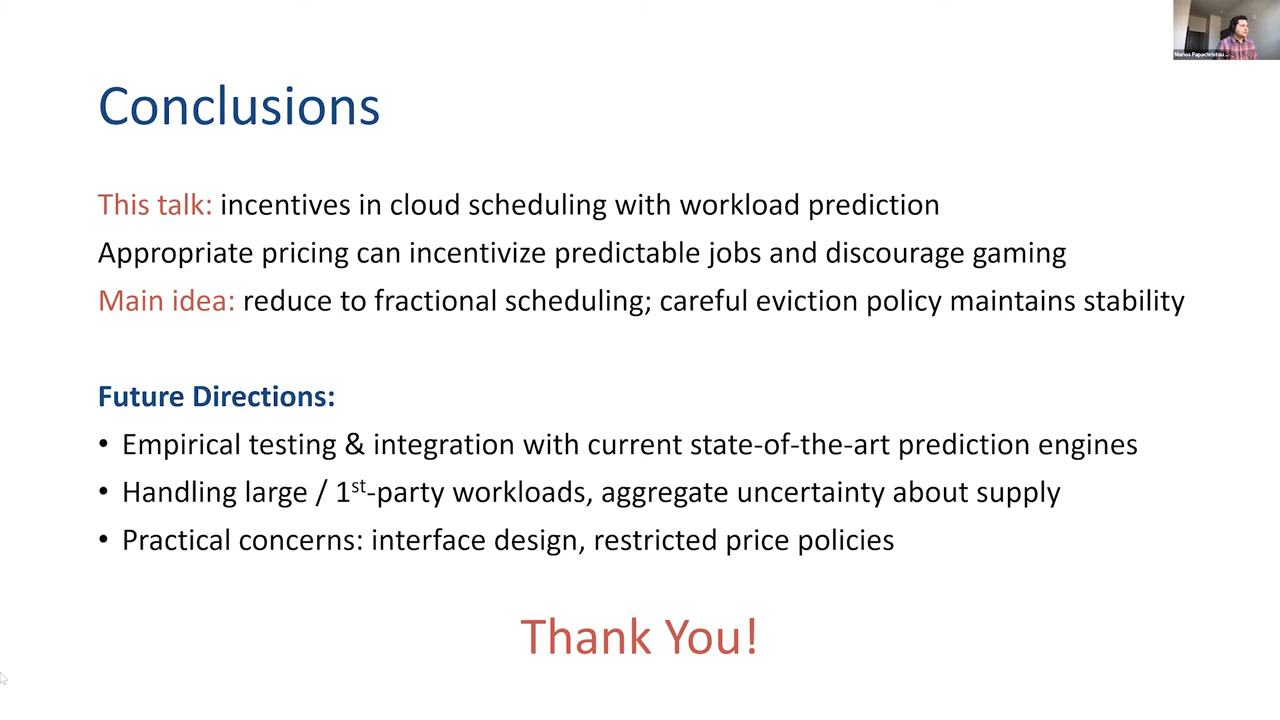 Marios Papachristou...
Conclusions
This talk: incentives in cloud scheduling with workload prediction
Appropriate pricing can incentivize predictable jobs and discourage gaming
Main idea: reduce to fractional scheduling; careful eviction policy maintains stability
Future Directions:
• Empirical testing & integration with current state-of-the-art prediction engines
• Handling large / 1st-party workloads, aggregate uncertainty about supply
• Practical concerns: interface design, restricted price policies
Thank You!